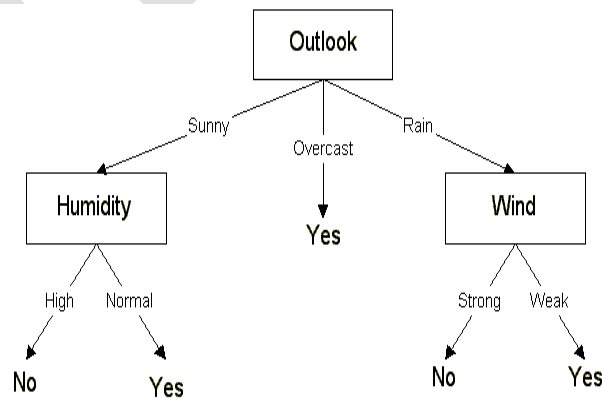 Outlook
Sunny
Overcast
Rain
Humidity
Yes
Wind
High
Normal
Strong
Weak
No
Yes
No
Yes